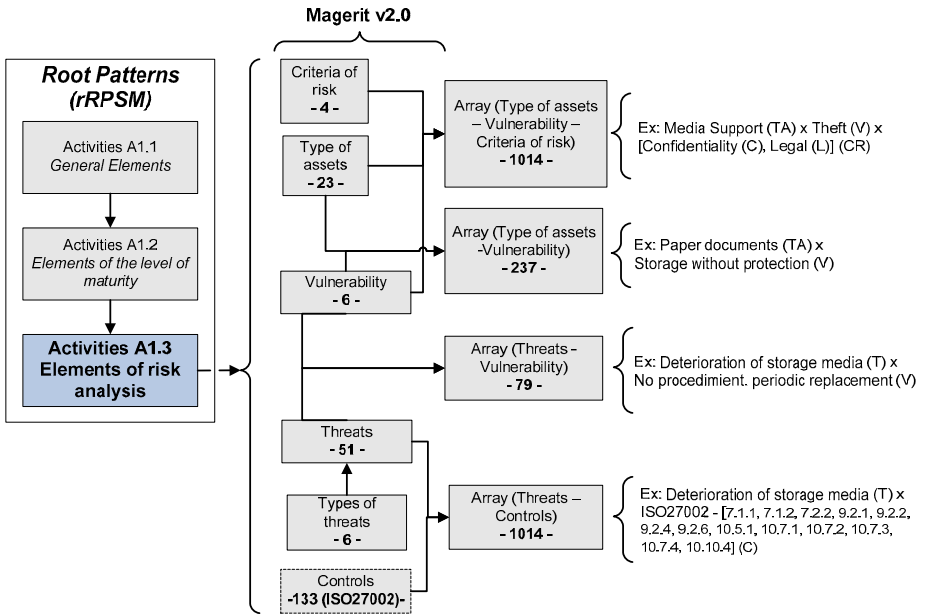 Magerit v2.0
Root Patterns
(rRPSM)
Activities A1.1
General Elements
Activities A1.2
Elements of the level of
maturity
Activities A1.3
Elements of risk
analysis
Criteria of
risk
- 4 -
Type of
assets
- 23 -
Vulnerability
- 6 -
Threats
- 51 -
Types of
threats
- 6 -
Controls
-133 (ISO27002)-
Array (Type of assets
– Vulnerability –
Criteria of risk)
- 1014 -
Array (Type of assets
-Vulnerability)
- 237 -
Array (Threats -
Vulnerability)
- 79 -
Array (Threats –
Controls)
- 1014 -
Ex: Media Support (TA) x Theft (V) x
[Confidentiality (C), Legal (L)] (CR)
Ex: Paper documents (TA) x
Storage without protection (V)
Ex: Deterioration of storage media (T) x
No procedimient. periodic replacement (V)
Ex: Deterioration of storage media (T) x
ISO27002 - [7.1.1, 7.1.2, 7.2.2, 9.2.1, 9.2.2,
9.2.4, 9.2.6, 10.5.1, 10.7.1, 10.7.2, 10.7.3,
10.7.4, 10.10.4] (C)